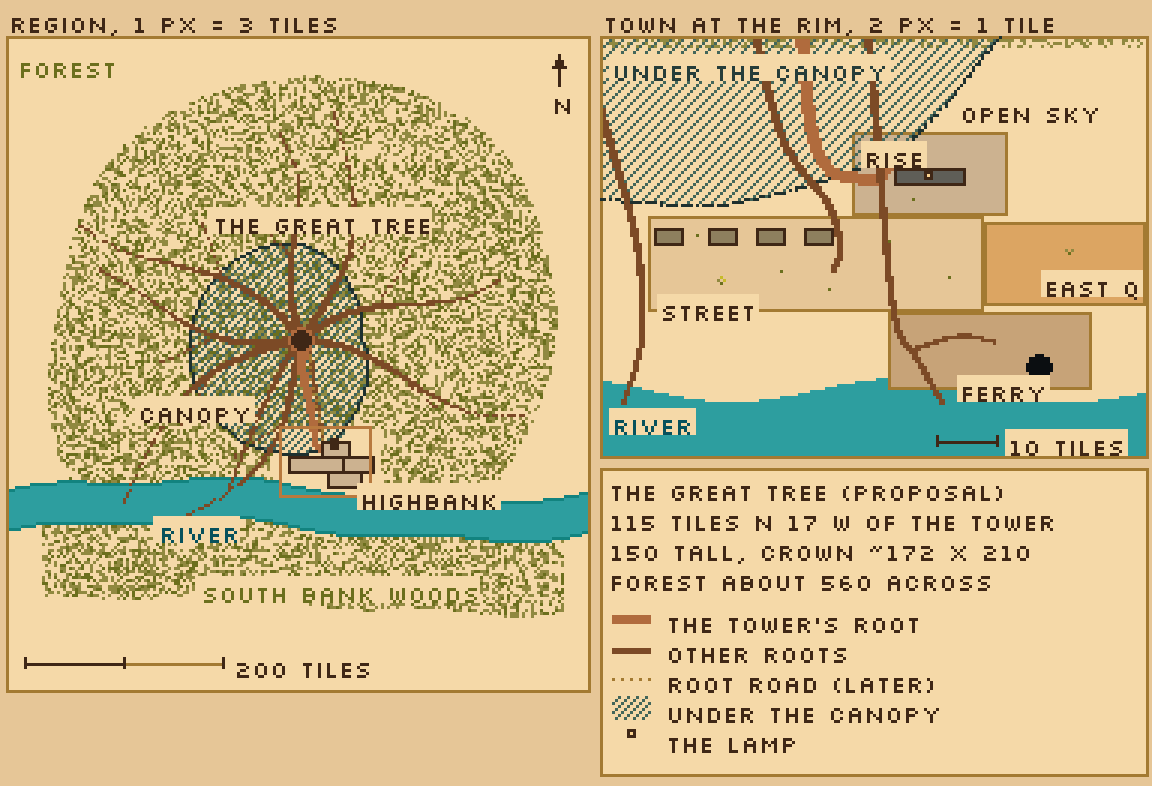 REGION, 1 PX = 3 TILES
FOREST
N
THE GREAT TREE
CANOPY
HIGHBANK
RIVER
SOUTH BANK WOODS
200 TILES
TOWN AT THE RIM, 2 PX = 1 TILE
UNDER THE CANOPY
OPEN SKY
RISE
EAST Q
STREET
FERRY
RIVER
10 TILES
THE GREAT TREE (PROPOSAL)
115 TILES N 17 W OF THE TOWER
150 TALL, CROWN ~172 X 210
FOREST ABOUT 560 ACROSS
THE TOWER'S ROOT
OTHER ROOTS
ROOT ROAD (LATER)
UNDER THE CANOPY
THE LAMP